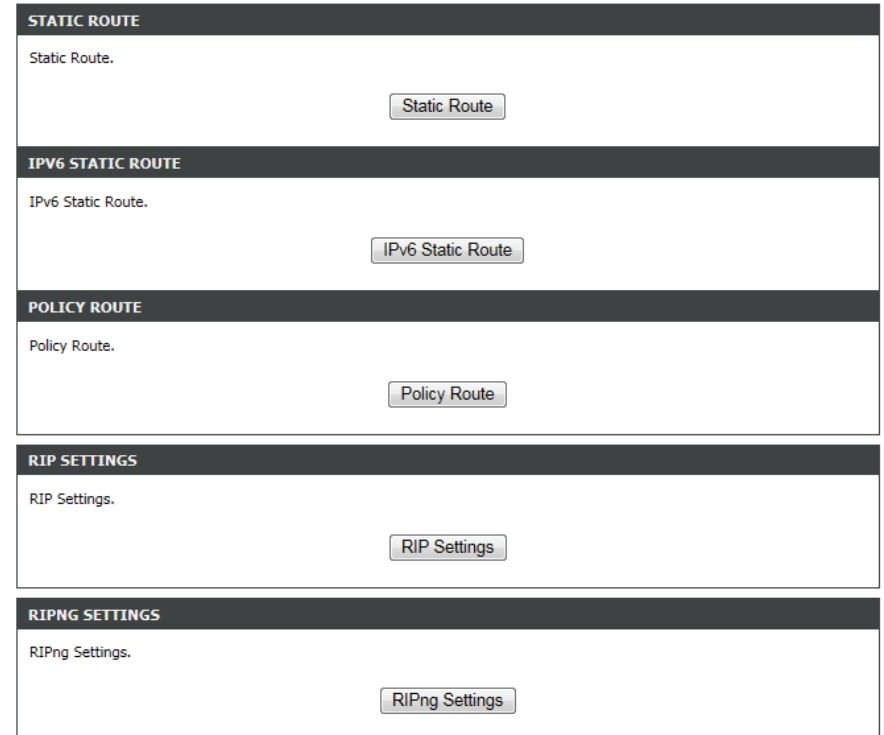 STATIC ROUTE
Static Route.
Static Route
IPV6 STATIC ROUTE
IPv6 Static Route.
IPv6 Static Route
POLICY ROUTE
Policy Route.
Policy Route
RIP SETTINGS
RIP Settings.
RIP Settings
RIPNG SETTINGS
RIPng Settings.
RIPng Settings